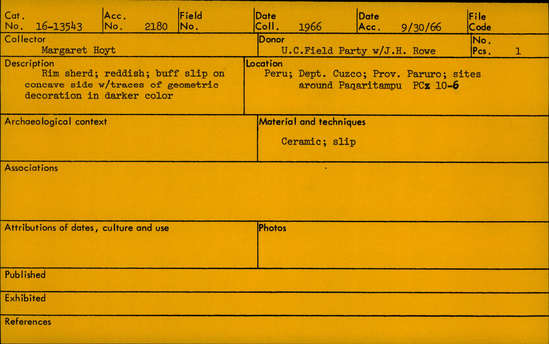 Cat. Acc. Field Date Date File
No. 16-13543 No. 2180 No. Coll. 1966 Acc. 9/30/66 Code
Collector Donor No.
Margaret Hoyt U.C.Field Party w/J.H. Rowe Pcs. 1
Description Location
Rim sherd; reddish; buff slip on Peru; Dept. Cuzco; Prov. Paruro; sites
concave side w/traces of geometric around Paqaritampu PCz 10-6
decoration in darker color
Archaeological context Material and techniques
Ceramic; slip
Associations
Attributions of dates, culture and use Photos
Published
Exhibited
References